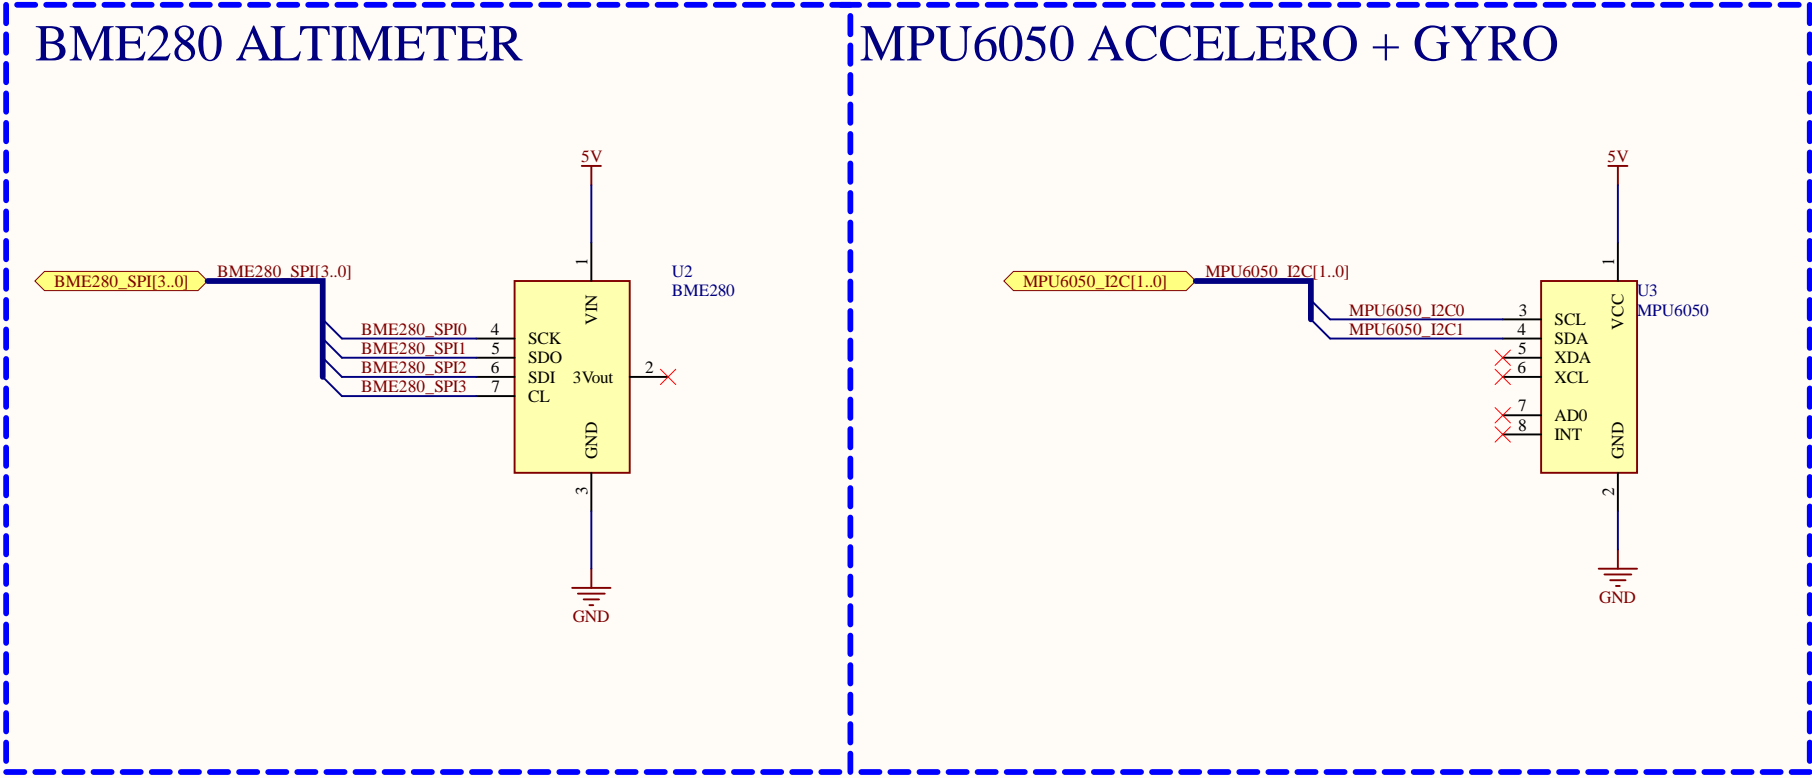 BME280 ALTIMETER
5V
BME280_SPI[3..0]
BME280_SPI[3..0]
U2
BME280
1
VIN
BME280_SPI0
4
SCK
BME280_SPI1
5
SDO
BME280_SPI2
6
SDI
BME280_SPI3
7
CL
3Vout
2
GND
3
GND
MPU6050 ACCELERO + GYRO
5V
MPU6050_I2C[1..0]
MPU6050_I2C[1..0]
U3
MPU6050
1
VCC
MPU6050_I2C0
3
SCL
MPU6050_I2C1
4
SDA
5
XDA
6
XCL
7
AD0
8
INT
GND
2
GND